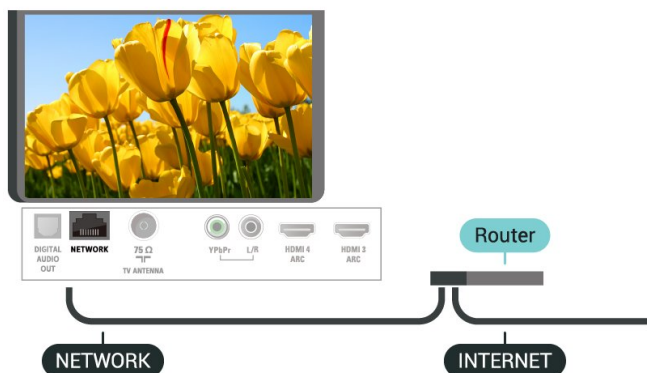 DIGITAL
AUDIO
OUT
NETWORK
75 Ω
TV ANTENNA
YPbPr
L/R
HDMI 4
ARC
HDMI 3
ARC
Router
NETWORK
INTERNET